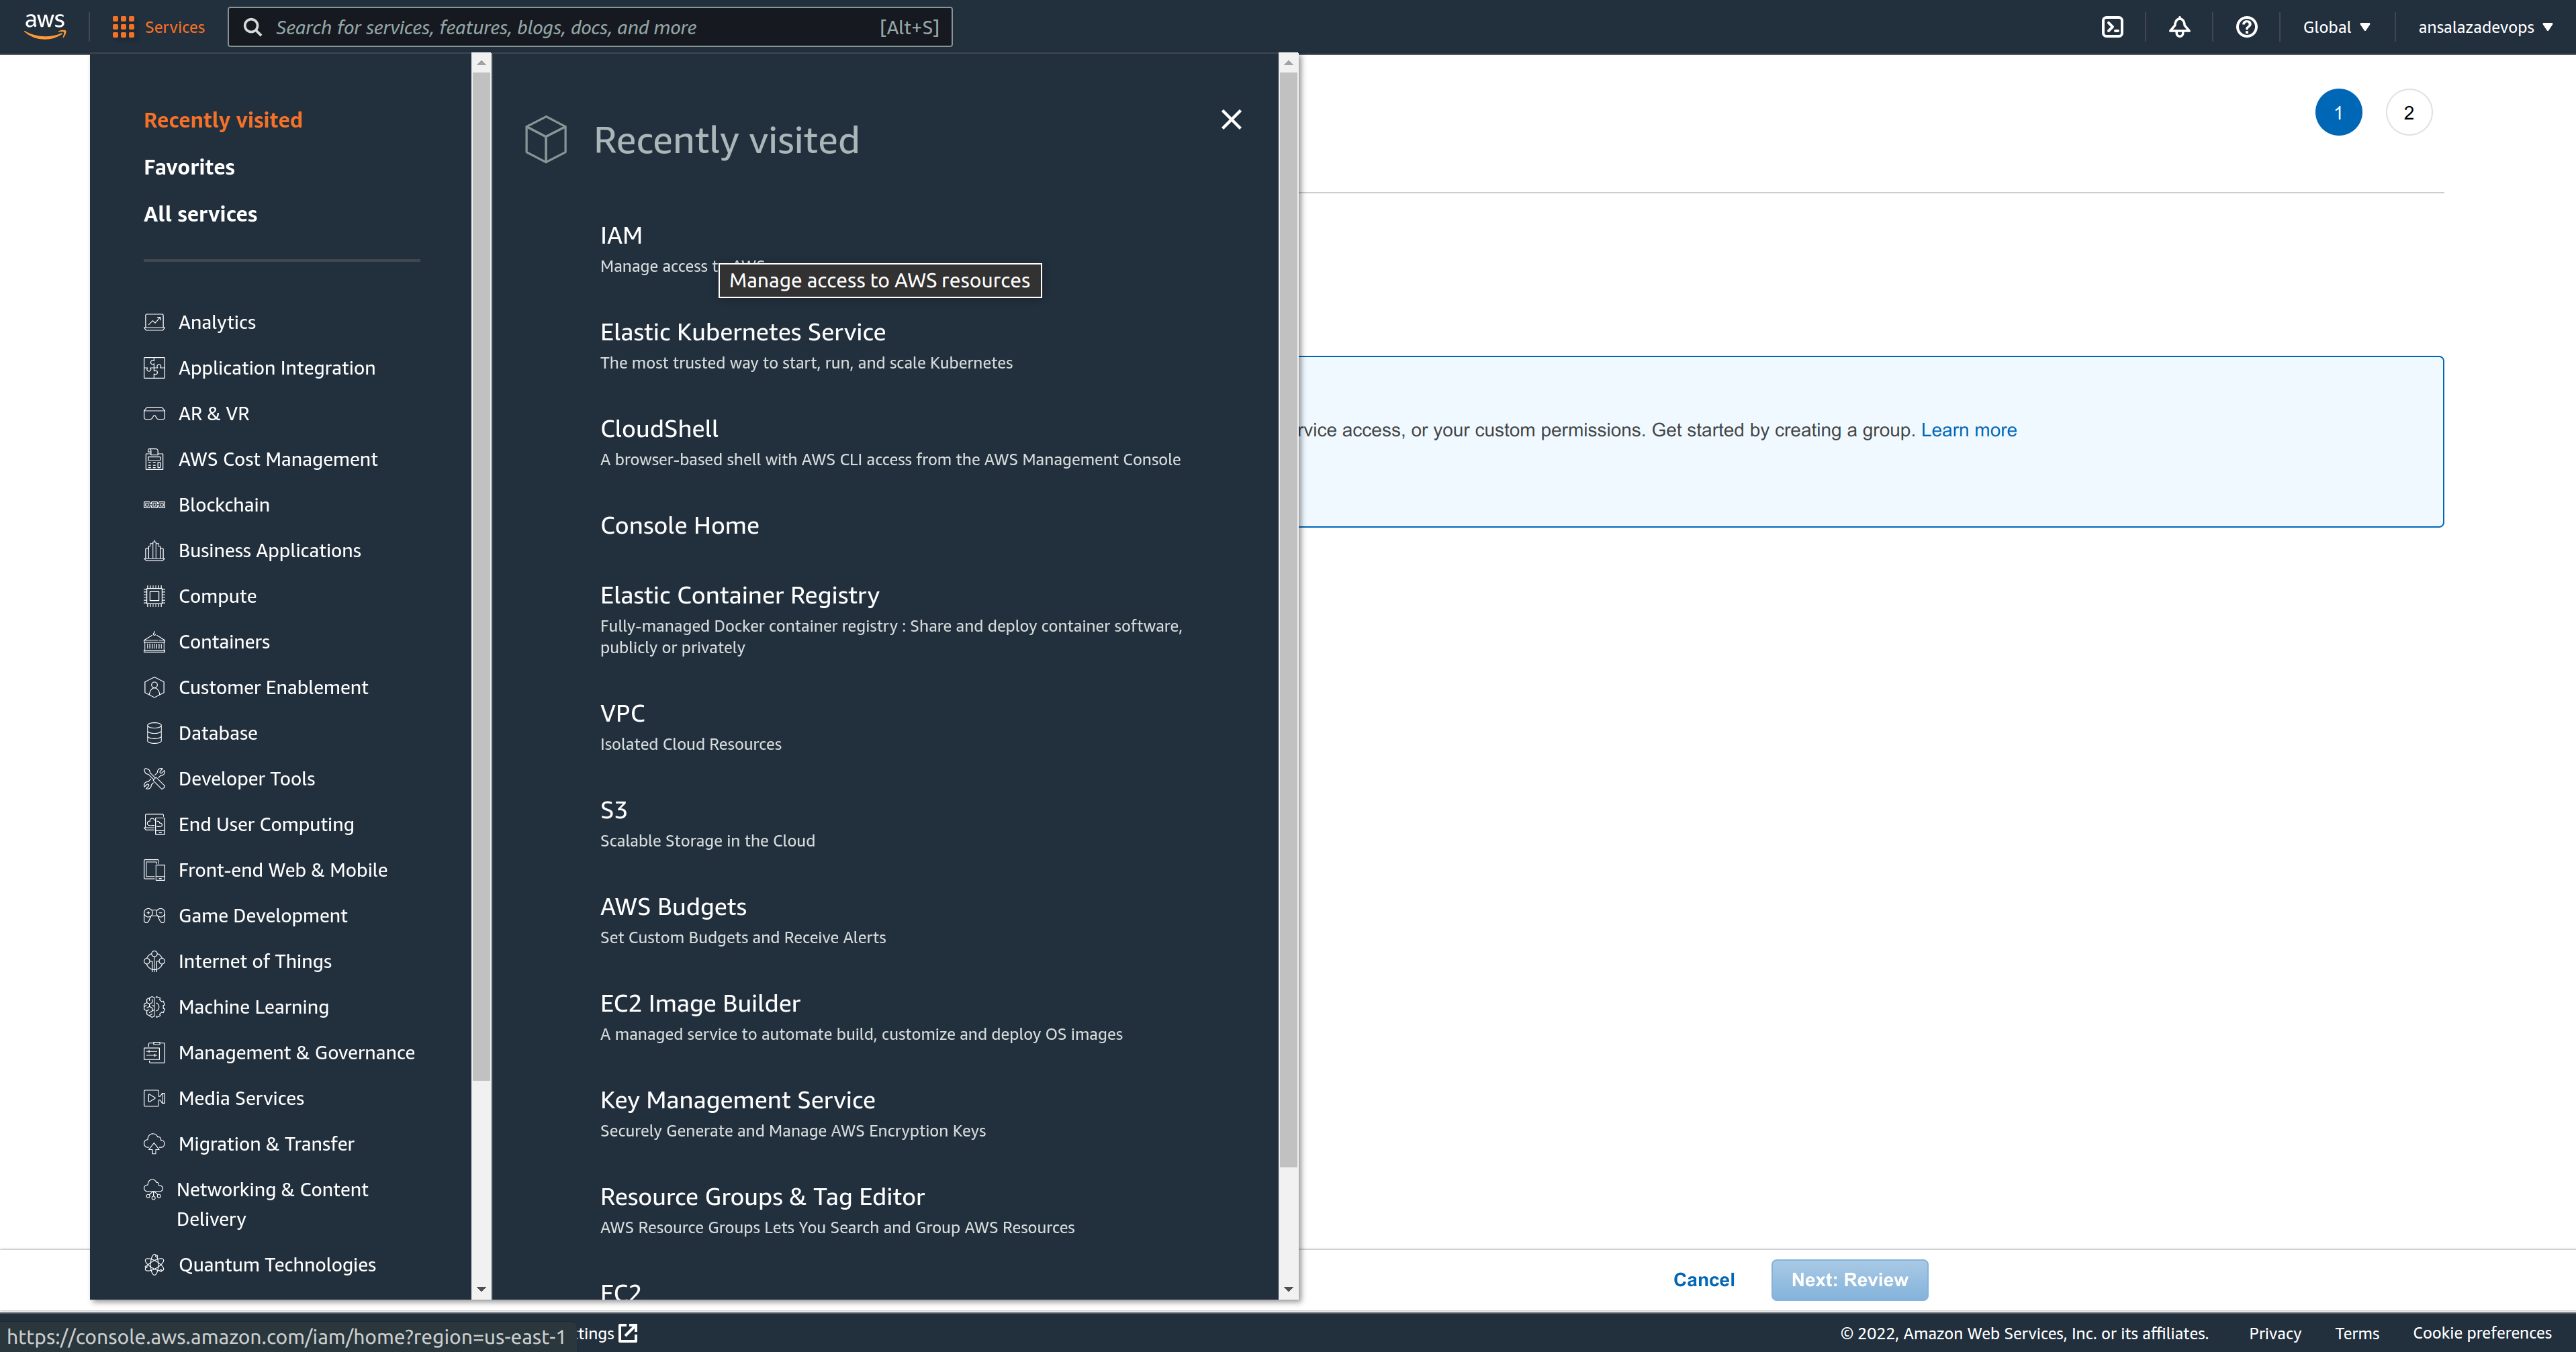 aws
Services
Search for services, features, blogs, docs, and more [Alt+S]
Global
ansalazadevops
Recently visited
Favorites
All services
Analytics
Application Integration
AR & VR
AWS Cost Management
Blockchain
Business Applications
Compute
Containers
Customer Enablement
Database
Developer Tools
End User Computing
Front-end Web & Mobile
Game Development
Internet of Things
Machine Learning
Management & Governance
Media Services
Migration & Transfer
Networking & Content
Delivery
Quantum Technologies
Recently visited
IAM
Manage access
Manage access to AWS resources
Elastic Kubernetes Service
The most trusted way to start, run, and scale Kubernetes
CloudShell
A browser-based shell with AWS CLI access from the AWS Management Console
Console Home
Elastic Container Registry
Fully-managed Docker container registry : Share and deploy container software,
publicly or privately
VPC
Isolated Cloud Resources
S3
Scalable Storage in the Cloud
AWS Budgets
Set Custom Budgets and Receive Alerts
EC2 Image Builder
A managed service to automate build, customize and deploy OS images
Key Management Service
Securely Generate and Manage AWS Encryption Keys
Resource Groups & Tag Editor
AWS Resource Groups Lets You Search and Group AWS Resources
EC2
1
2
rvice access, or your custom permissions. Get started by creating a group. Learn more
Cancel
Next: Review
https://console.aws.amazon.com/iam/home?region=us-east-1
tings
© 2022, Amazon Web Services, Inc. or its affiliates.
Privacy
Terms
Cookie preferences